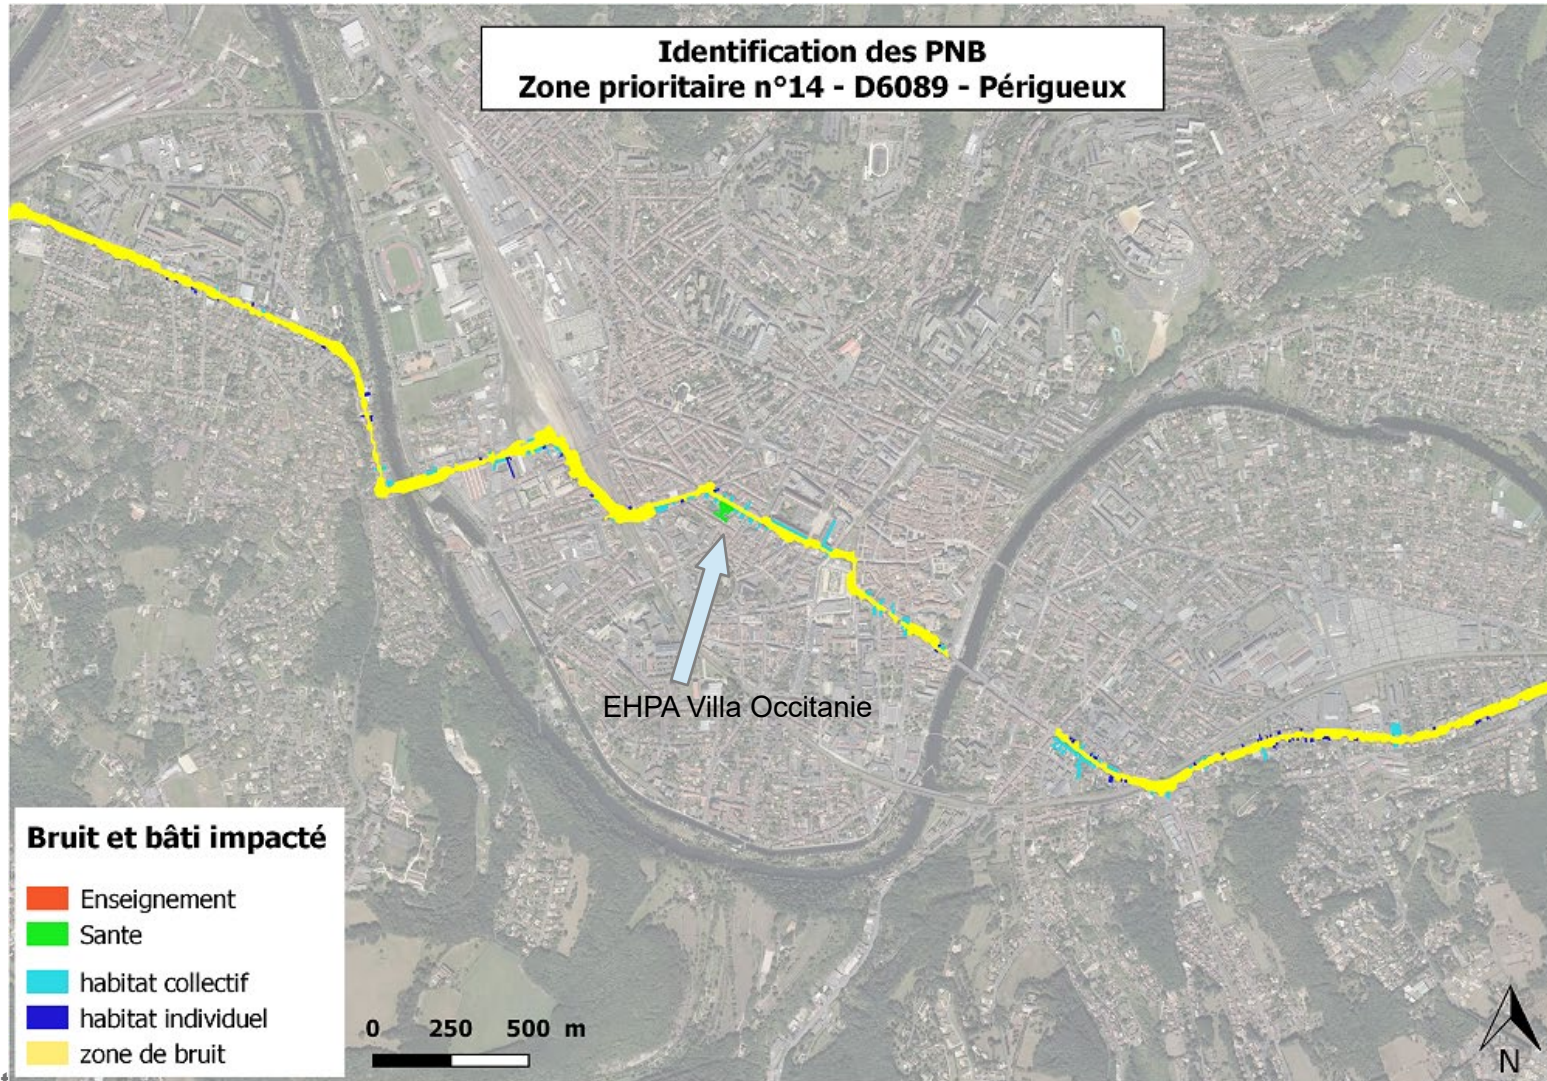 Identification des PNB
Zone prioritaire n°14 - D6089 - Périgueux
EHPA Villa Occitanie
Bruit et bâti impacté
Enseignement
Sante
habitat collectif
habitat individuel
zone de bruit
0 250 500 m
N